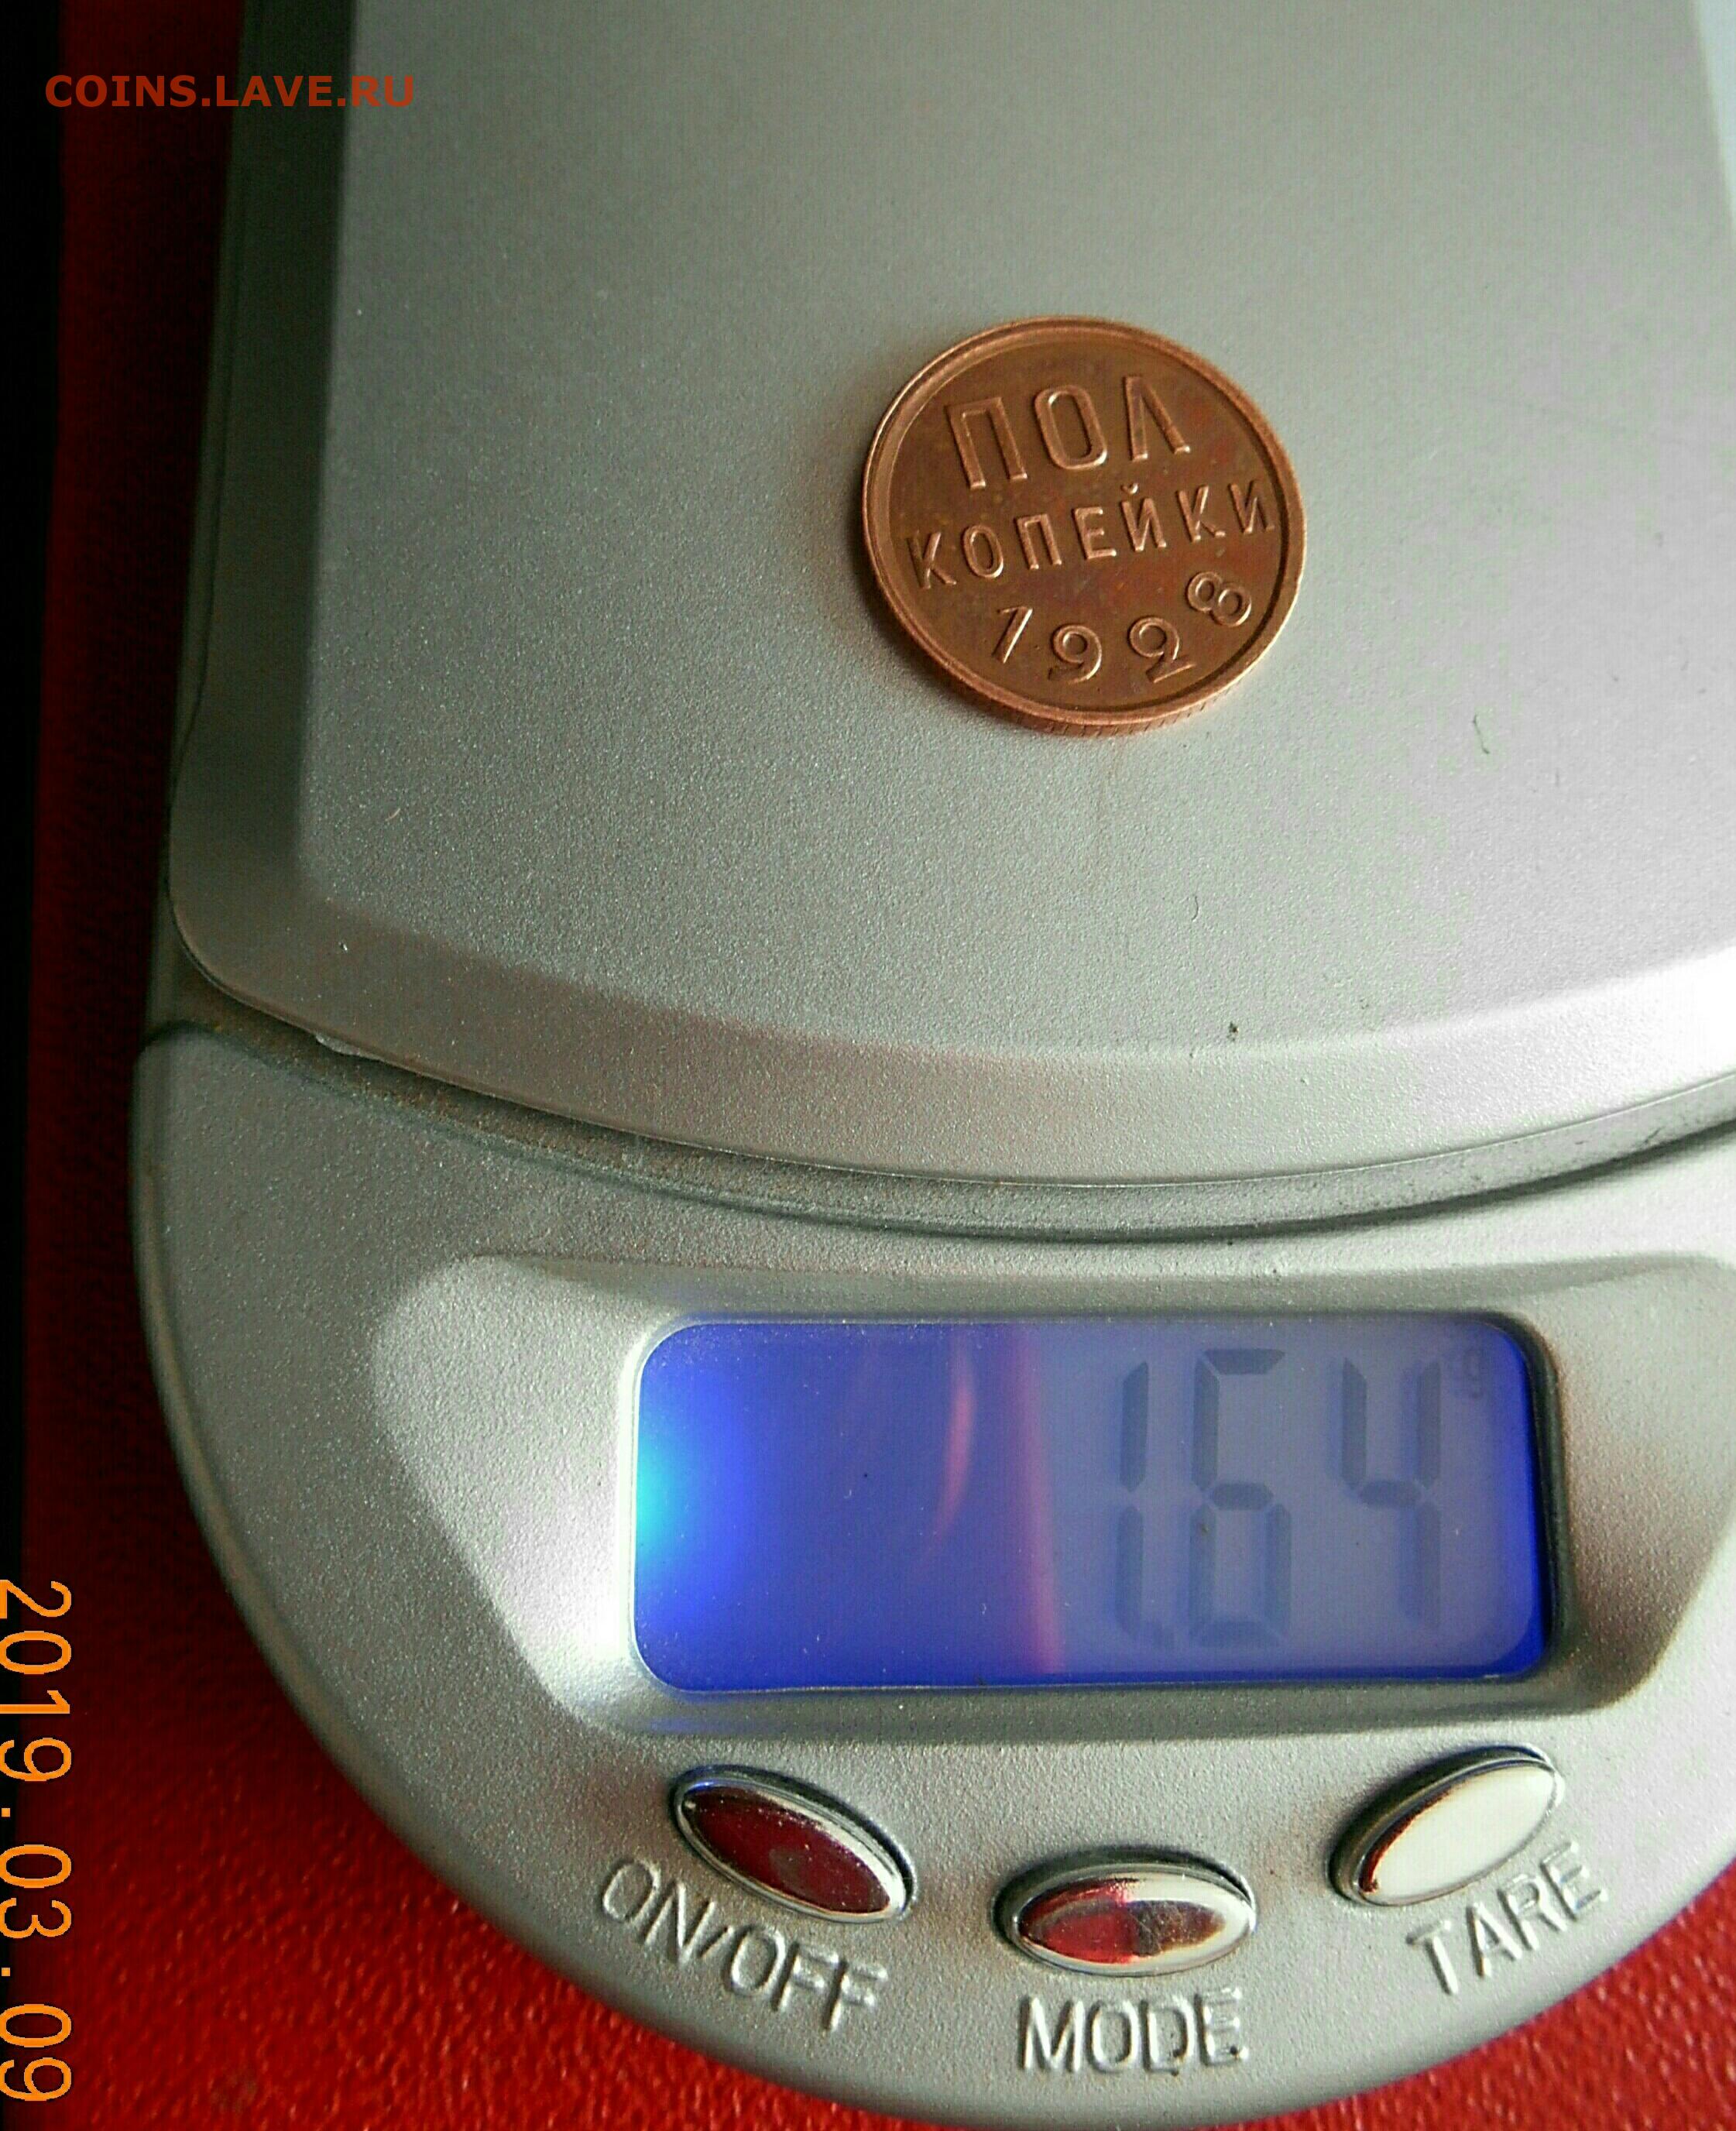 COINS.LAVE.RU
ПОЛ
КОПЕЙКИ
1928
1.64 g
ON/OFF
MODE
TARE
2019.03.09